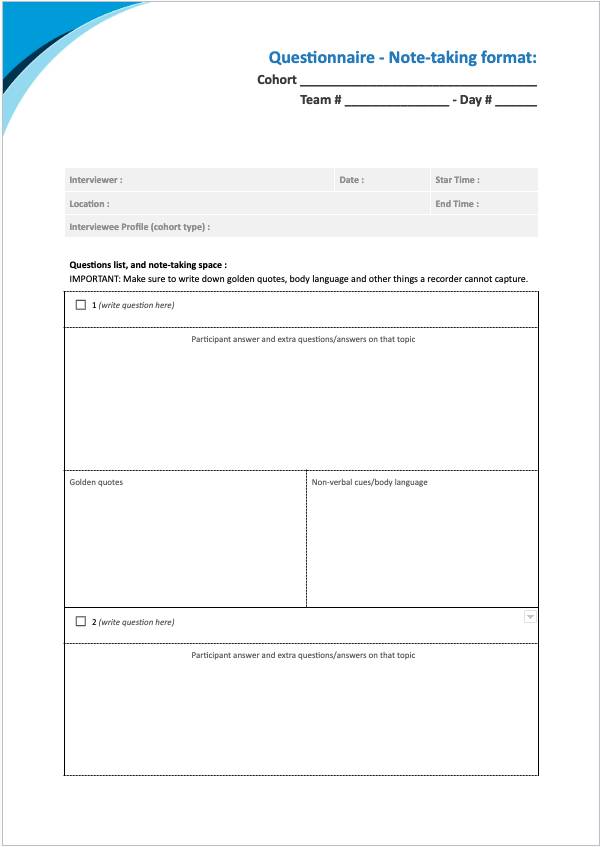 Questionnaire - Note-taking format:
Cohort ___________________________________
Team # ________________ - Day # ______
Interviewer : Date : Star Time :
Location : End Time :
Interviewee Profile (cohort type) :
Questions list, and note-taking space :
IMPORTANT: Make sure to write down golden quotes, body language and other things a recorder cannot capture.
1 (write question here)
Participant answer and extra questions/answers on that topic
Golden quotes Non-verbal cues/body language
2 (write question here)
Participant answer and extra questions/answers on that topic